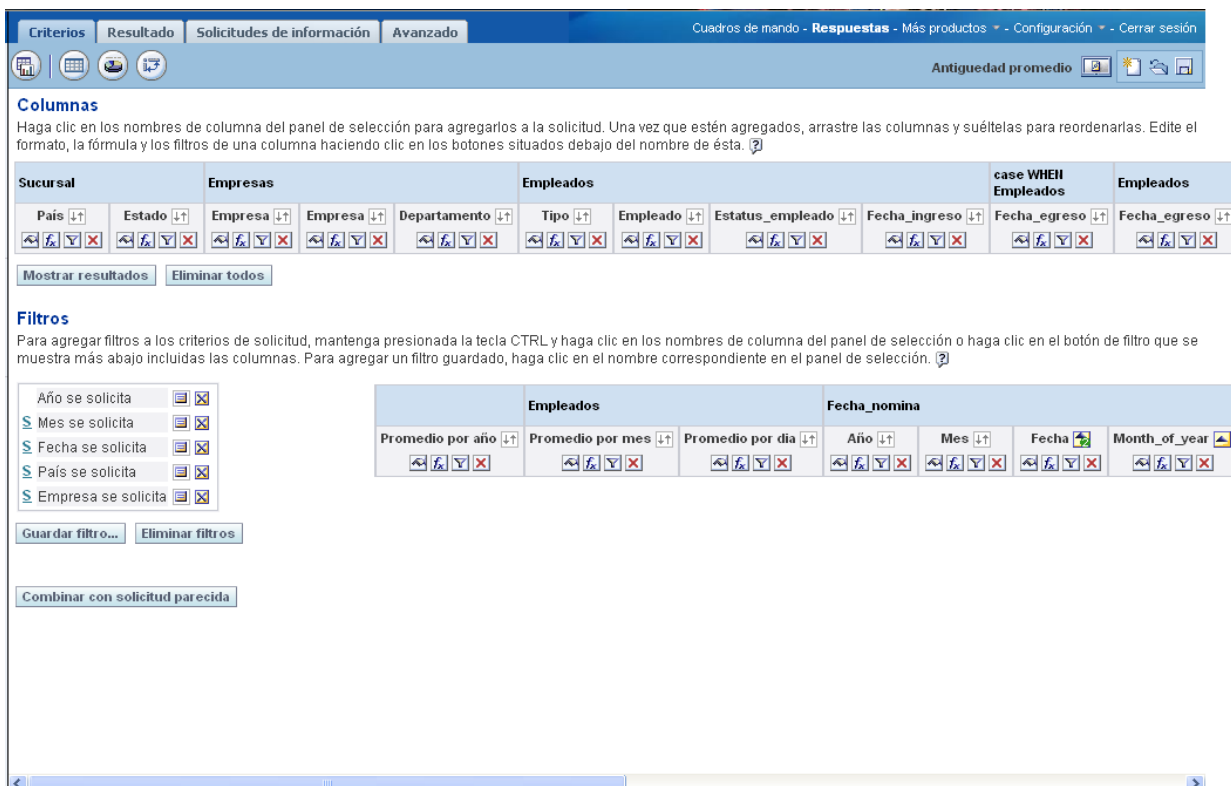 Criterios Resultado Solicitudes de información Avanzado
Cuadros de mando - Respuestas - Más productos - Configuración - Cerrar sesión
Antiguedad promedio
Columnas
Haga clic en los nombres de columna del panel de selección para agregarlos a la solicitud. Una vez que estén agregados, arrastre las columnas y suéltelas para reordenarlas. Edite el
formato, la fórmula y los filtros de una columna haciendo clic en los botones situados debajo del nombre de ésta.
Sucursal Empresas Empleados case WHEN Empleados Empleados
País Estado Empresa Empresa Departamento Tipo Empleado Estatus_empleado Fecha_ingreso Fecha_egreso Fecha_egreso
Mostrar resultados Eliminar todos
Filtros
Para agregar filtros a los criterios de solicitud, mantenga presionada la tecla CTRL y haga clic en los nombres de columna del panel de selección o haga clic en el botón de filtro que se
muestra más abajo incluidas las columnas. Para agregar un filtro guardado, haga clic en el nombre correspondiente en el panel de selección.
Año se solicita
S Mes se solicita
S Fecha se solicita
S País se solicita
S Empresa se solicita
Guardar filtro... Eliminar filtros
Empleados Fecha_nomina
Promedio por año Promedio por mes Promedio por dia Año Mes Fecha Month_of_year
Combinar con solicitud parecida